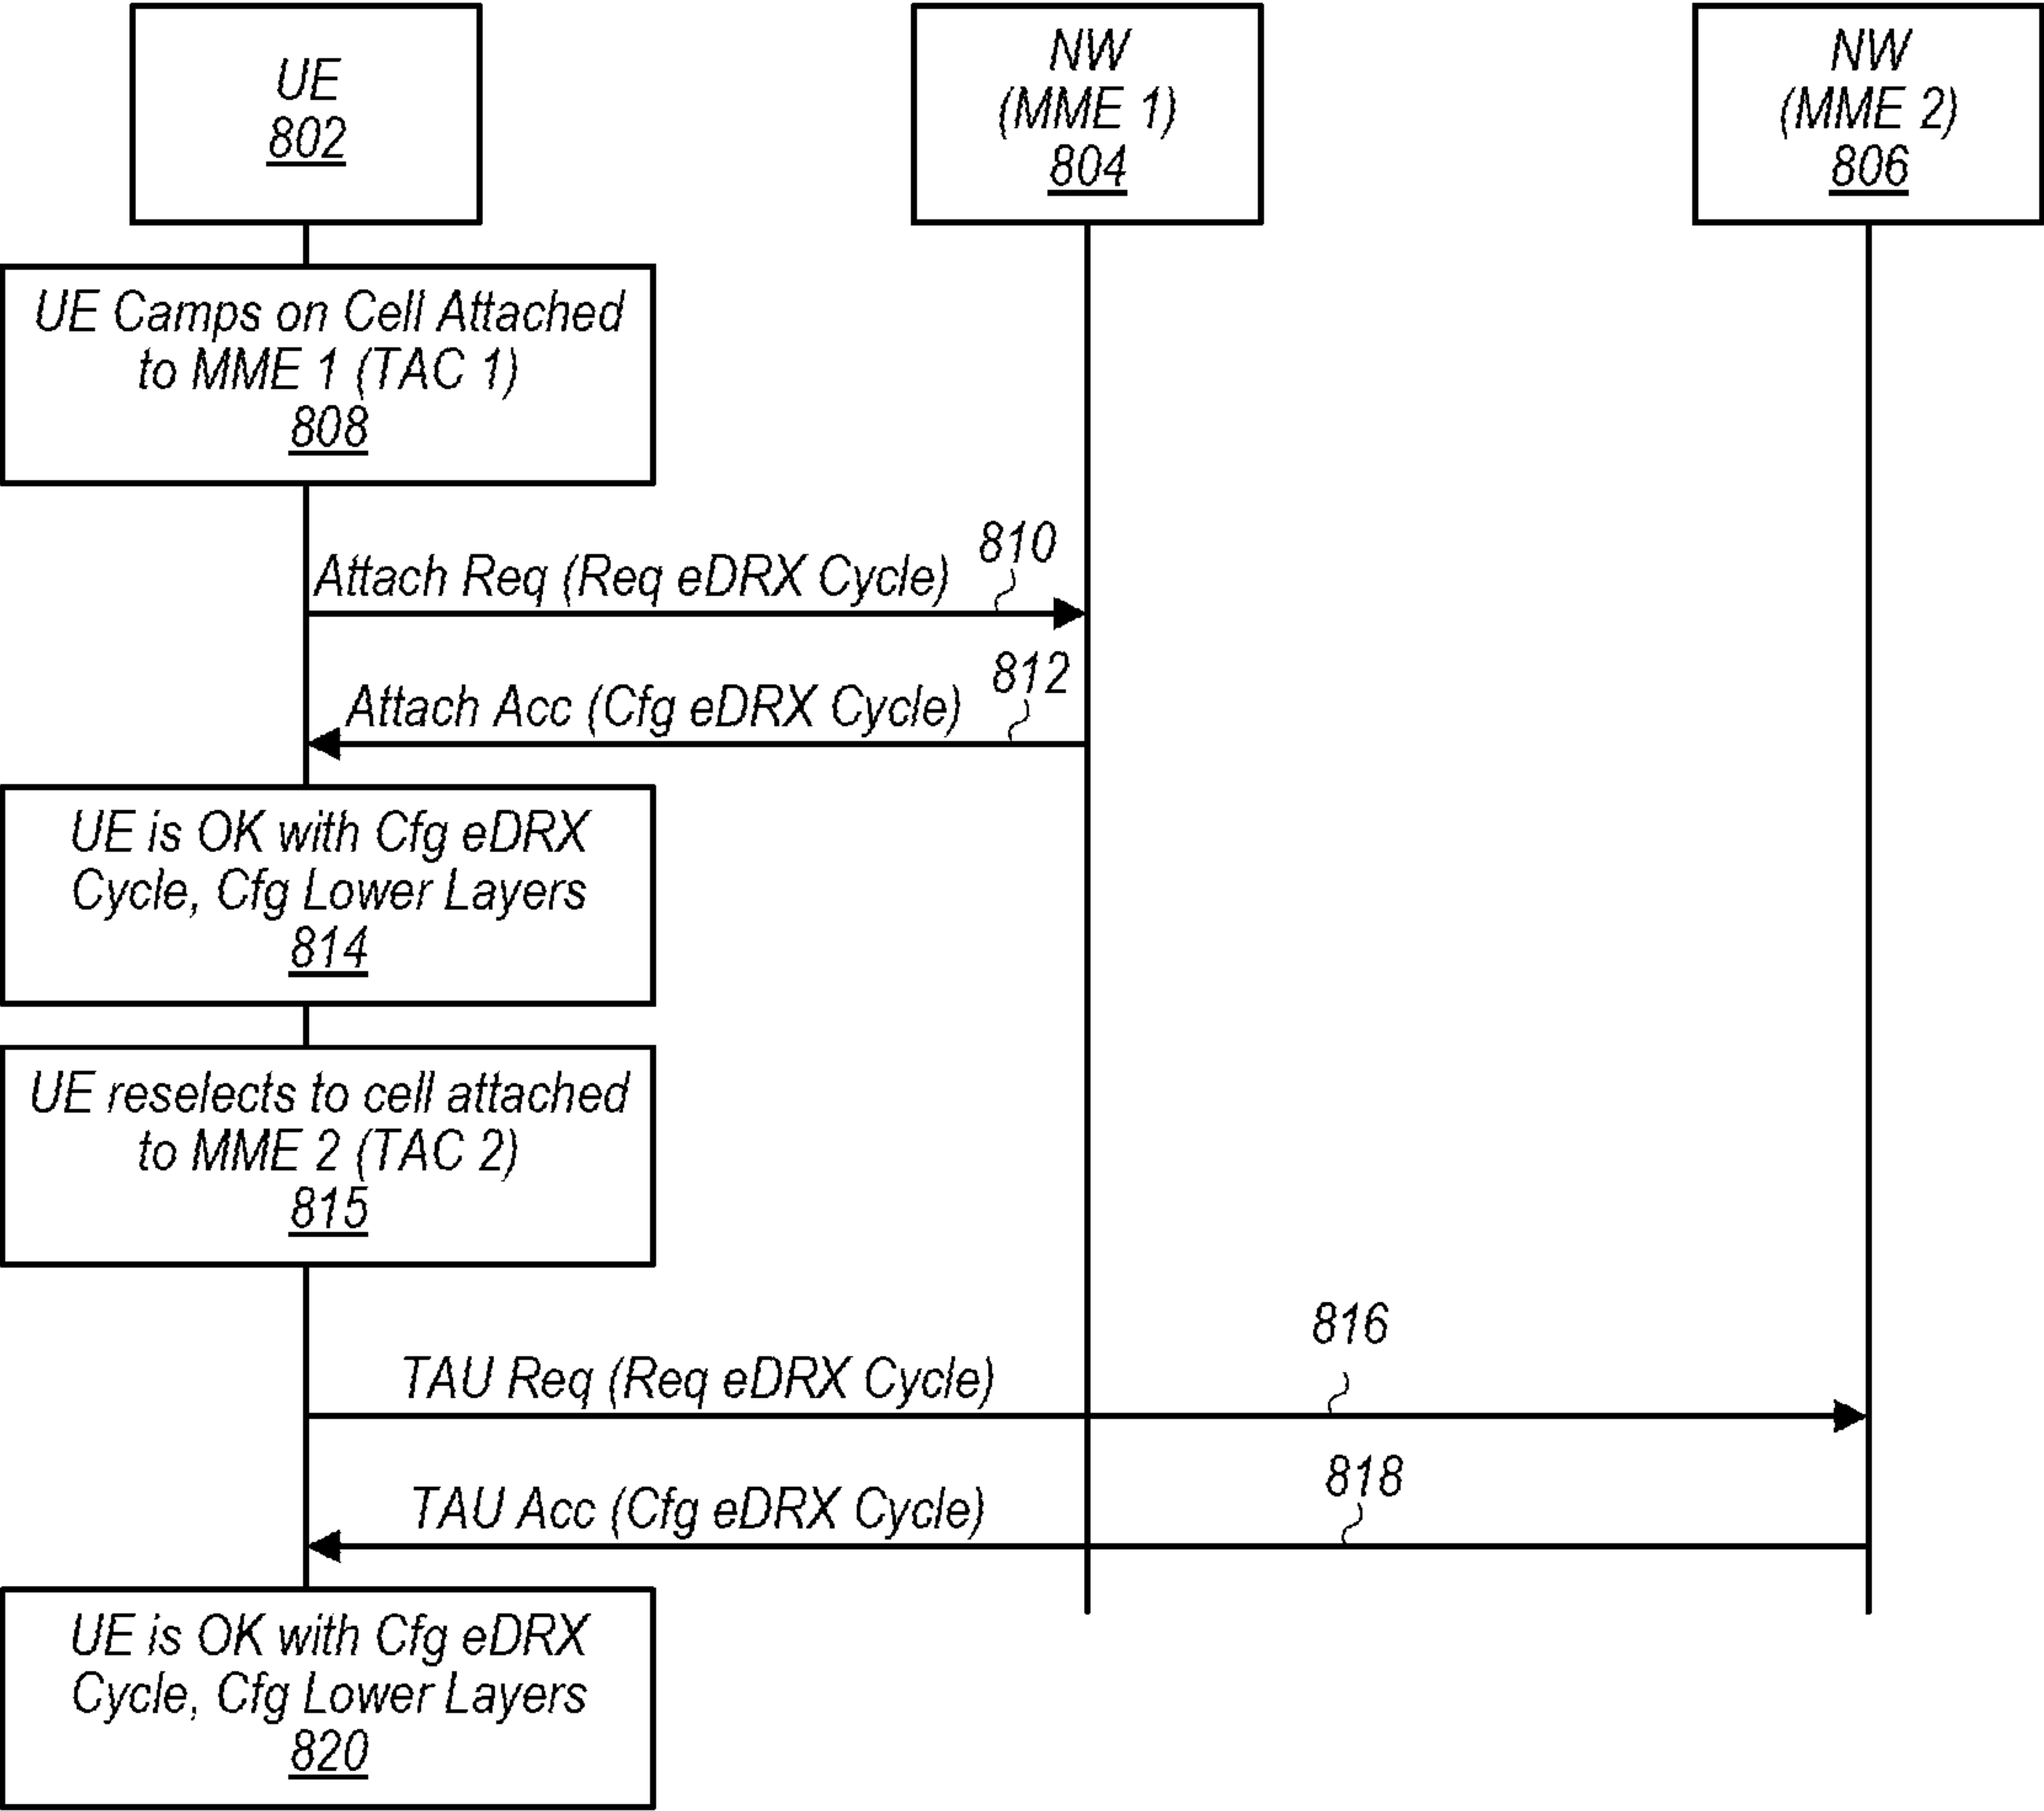 UE
802
NW
(MME 1)
804
NW
(MME 2)
806
UE Camps on Cell Attached
to MME 1 (TAC 1)
808
810
Attach Req (Req eDRX Cycle)
812
Attach Acc (Cfg eDRX Cycle)
UE is OK with Cfg eDRX
Cycle, Cfg Lower Layers
814
UE reselects to cell attached
to MME 2 (TAC 2)
815
816
TAU Req (Req eDRX Cycle)
818
TAU Acc (Cfg eDRX Cycle)
UE is OK with Cfg eDRX
Cycle, Cfg Lower Layers
820